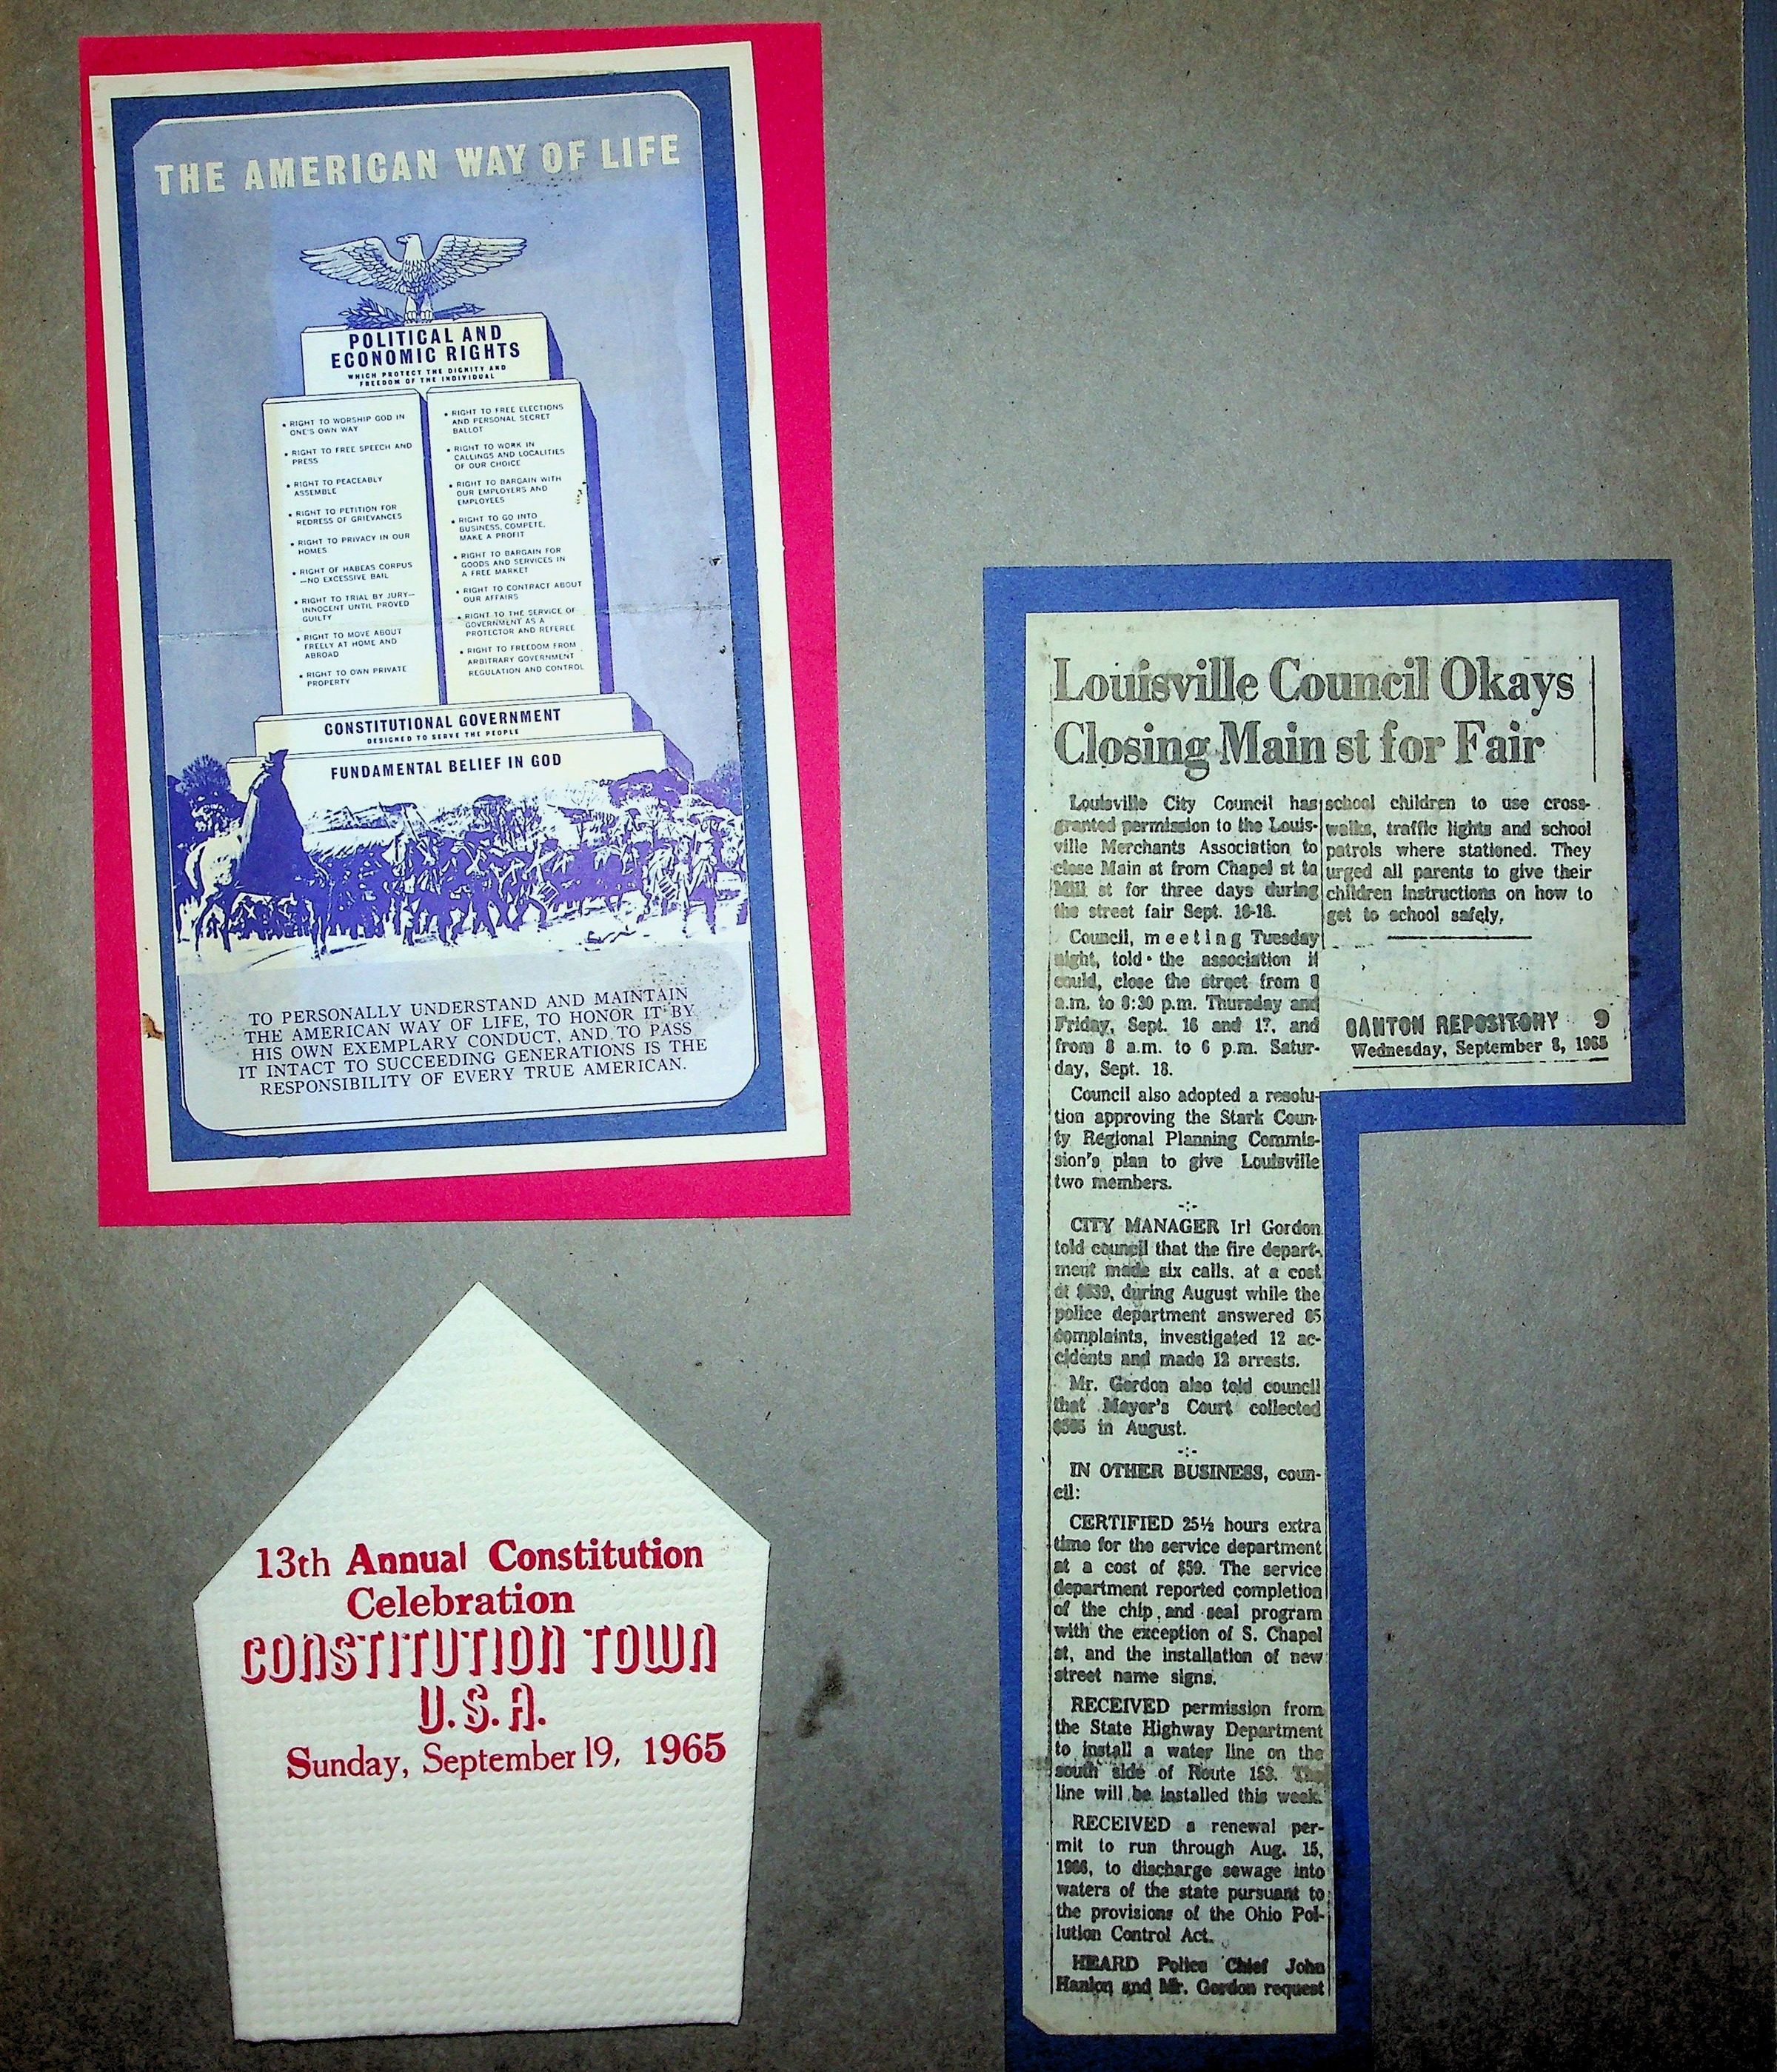 THE AMERICAN WAY OF LIFE
POLITICAL AND
ECONOMIC RIGHTS
WHICH PROTECT THE DIGNITY AND
FREEDOM OF THE INDIVIDUAL
• RIGHT TO WORSHIP GOD IN
ONE'S OWN WAY
• RIGHT TO FREE SPEECH AND
PRESS
• RIGHT TO PEACEABLY
ASSEMBLE
• RIGHT TO PETITION FOR
REDRESS OF GRIEVANCES
• RIGHT TO PRIVACY IN OUR
HOMES
• RIGHT OF HABEAS CORPUS
—NO EXCESSIVE BAIL
• RIGHT TO TRIAL BY JURY—
INNOCENT UNTIL PROVED
GUILTY
• RIGHT TO MOVE ABOUT
FREELY AT HOME AND
ABROAD
• RIGHT TO OWN PRIVATE
PROPERTY
• RIGHT TO FREE ELECTIONS
AND PERSONAL SECRET
BALLOT
• RIGHT TO WORK IN
CALLINGS AND LOCALITIES
OF OUR CHOICE
• RIGHT TO BARGAIN WITH
OUR EMPLOYERS AND
EMPLOYEES
• RIGHT TO GO INTO
BUSINESS, COMPETE,
MAKE A PROFIT
• RIGHT TO BARGAIN FOR
GOODS AND SERVICES IN
A FREE MARKET
• RIGHT TO CONTRACT ABOUT
OUR AFFAIRS
• RIGHT TO THE SERVICE OF
GOVERNMENT AS A
PROTECTOR AND REFEREE
• RIGHT TO FREEDOM FROM
ARBITRARY GOVERNMENT
REGULATION AND CONTROL
CONSTITUTIONAL GOVERNMENT
DESIGNED TO SERVE THE PEOPLE
FUNDAMENTAL BELIEF IN GOD
TO PERSONALLY UNDERSTAND AND MAINTAIN
THE AMERICAN WAY OF LIFE, TO HONOR IT BY
HIS OWN EXEMPLARY CONDUCT, AND TO PASS
IT INTACT TO SUCCEEDING GENERATIONS IS THE
RESPONSIBILITY OF EVERY TRUE AMERICAN.
13th Annual Constitution
Celebration
CONSTITUTION TOWN
U.S.A.
Sunday, September 19, 1965
Louisville Council Okays
Closing Main st for Fair
Louisville City Council has
granted permission to the Louis-
ville Merchants Association to
close Main st from Chapel st to
Mill st for three days during
the street fair Sept. 16-18.
Council, meeting Tuesday
night, told the association it
could, close the street from 8
a.m. to 8:30 p.m. Thursday and
Friday, Sept. 16 and 17, and
from 8 a.m. to 6 p.m. Satur-
day, Sept. 18.
Council also adopted a resolu-
tion approving the Stark Coun-
ty Regional Planning Commis-
sion's plan to give Louisville
two members.
-:-
CITY MANAGER Irl Gordon
told council that the fire depart-
ment made six calls, at a cost
during August while the
police department answered 85
complaints, investigated 12 ac-
cidents and made 12 arrests.
Mr. Gordon also told council
that Mayor's Court collected
in August.
-:-
IN OTHER BUSINESS, coun-
cil:
CERTIFIED 25½ hours extra
time for the service department
at a cost of $59. The service
department reported completion
of the chip and seal program
with the exception of S. Chapel
st, and the installation of new
street name signs.
RECEIVED permission from
the State Highway Department
to install a water line on the
south side of Route 153. The
line will be installed this week.
RECEIVED a renewal per-
mit to run through Aug. 15,
1966, to discharge sewage into
waters of the state pursuant to
the provisions of the Ohio Pol-
lution Control Act.
HEARD Police Chief John
Hanlon and Mr. Gordon request
school children to use cross-
walks, traffic lights and school
patrols where stationed. They
urged all parents to give their
children instructions on how to
get to school safely.
CANTON REPOSITORY 9
Wednesday, September 8, 1965